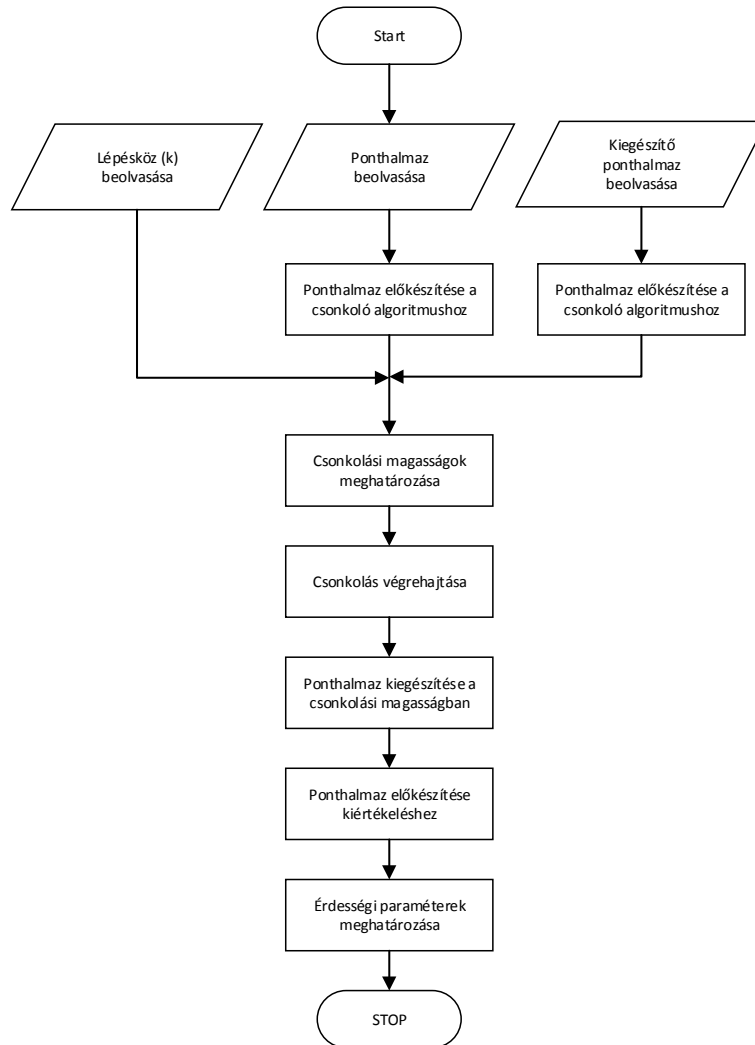 Start
Lépésköz (k)
beolvasása
Ponthalmaz
beolvasása
Kiegészítő
ponthalmaz
beolvasása
Ponthalmaz előkészítése a
csonkoló algoritmushoz
Ponthalmaz előkészítése a
csonkoló algoritmushoz
Csonkolási magasságok
meghatározása
Csonkolás végrehajtása
Ponthalmaz kiegészítése a
csonkolási magasságban
Ponthalmaz előkészítése
kiértékeléshez
Érdességi paraméterek
meghatározása
STOP